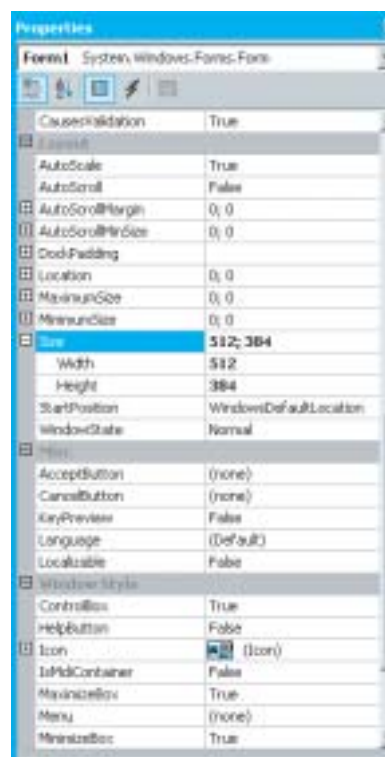 Properties
Form1 System.Windows.Forms.Form
CausesValidation True
Layout
AutoScale True
AutoScroll False
AutoScrollMargin 0; 0
AutoScrollMinSize 0; 0
DockPadding
Location 0; 0
MaximumSize 0; 0
MinimumSize 0; 0
Size 512; 384
Width 512
Height 384
StartPosition WindowsDefaultLocation
WindowState Normal
Misc
AcceptButton (none)
CancelButton (none)
KeyPreview False
Language (Default)
Localizable False
Window Style
ControlBox True
HelpButton False
Icon (Icon)
IsMdiContainer False
MaximizeBox True
Menu (none)
MinimizeBox True